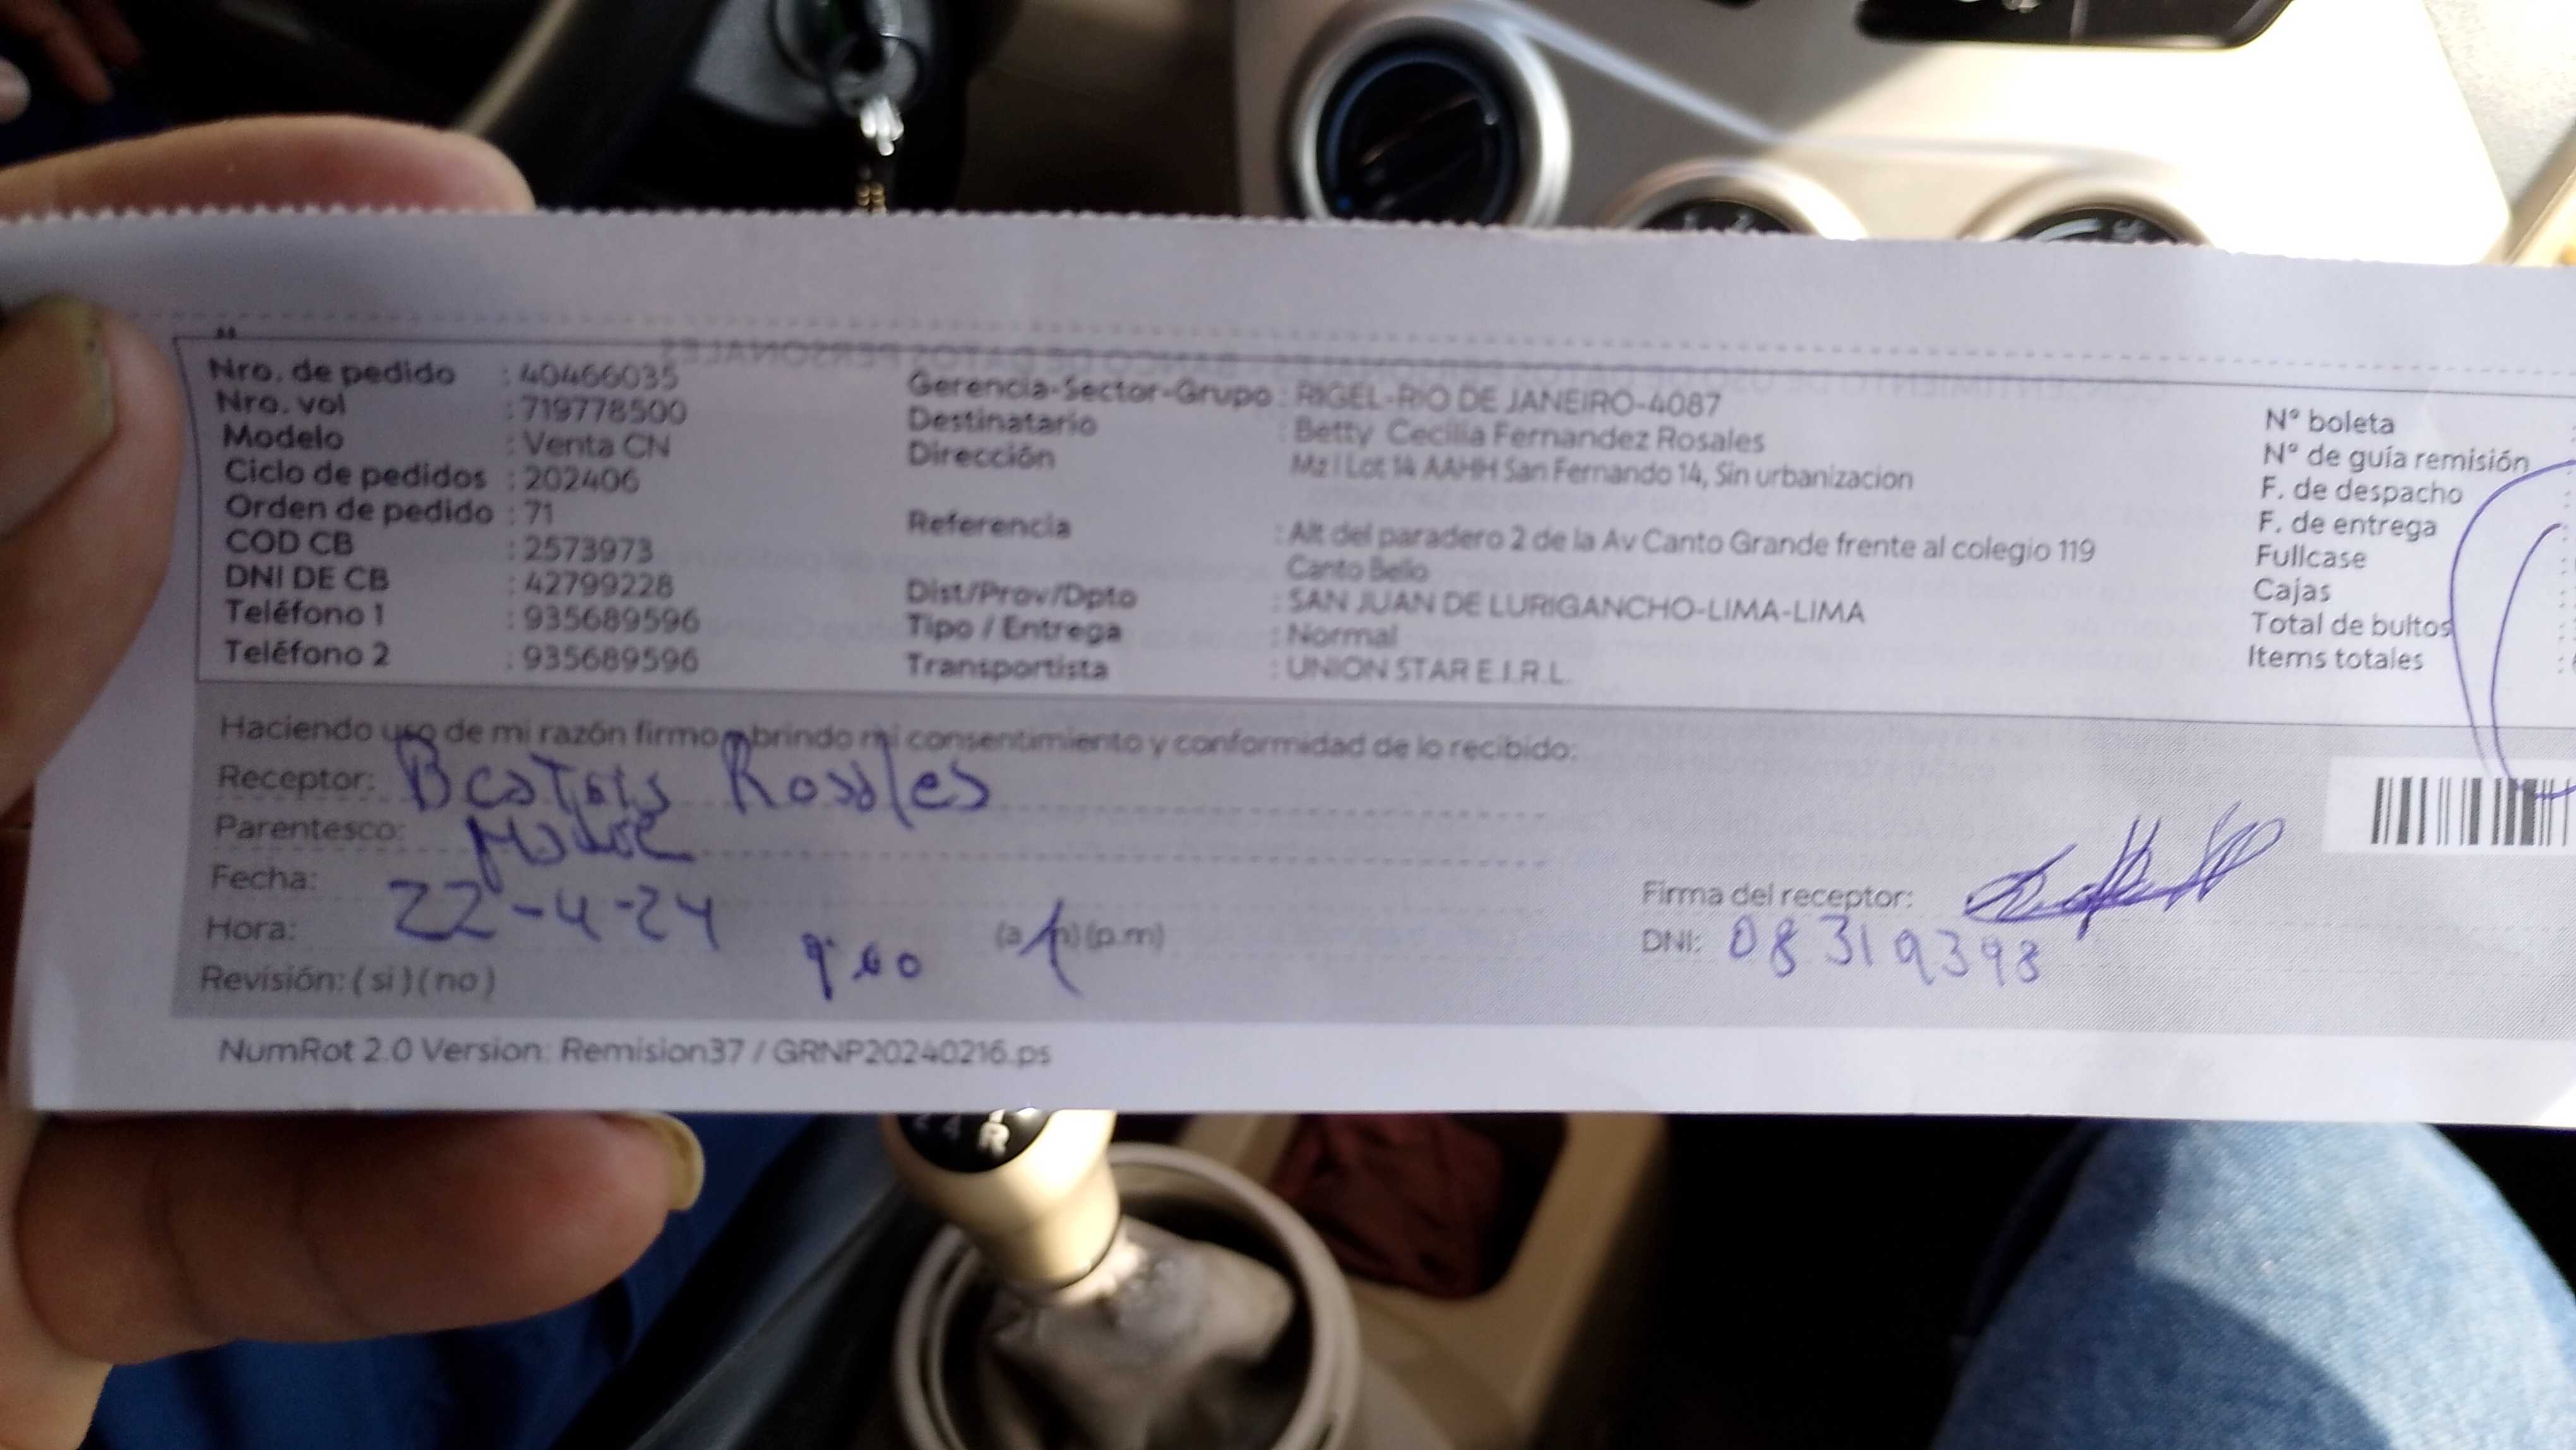 Nro. de pedido : 40466035
Nro. vol : 719778500
Modelo : Venta CN
Ciclo de pedidos : 202406
Orden de pedido : 71
COD CB : 2573973
DNI DE CB : 42799228
Teléfono 1 : 935689596
Teléfono 2 : 935689596
Gerencia-Sector-Grupo : RIGEL-RIO DE JANEIRO-4087
Destinatario : Betty Cecilia Fernandez Rosales
Dirección : Mz I Lot 14 AAHH San Fernando 14, Sin urbanizacion
Referencia : Alt del paradero 2 de la Av Canto Grande frente al colegio 119
Canto Bello
Dist/Prov/Dpto : SAN JUAN DE LURIGANCHO-LIMA-LIMA
Tipo / Entrega : Normal
Transportista : UNION STAR E.I.R.L.
N° boleta :
N° de guía remisión
F. de despacho :
F. de entrega :
Fullcase :
Cajas :
Total de bultos :
Items totales :
Haciendo uso de mi razón firmo brindo mi consentimiento y conformidad de lo recibido.
Receptor: Rosales
Parentesco: Madre
Fecha: 22-4-24
Hora: (p.m)
Revisión: (si)(no)
Firma del receptor:
DNI: 08319398
NumRot 2.0 Version: Remision37 / GRNP20240216.ps
R